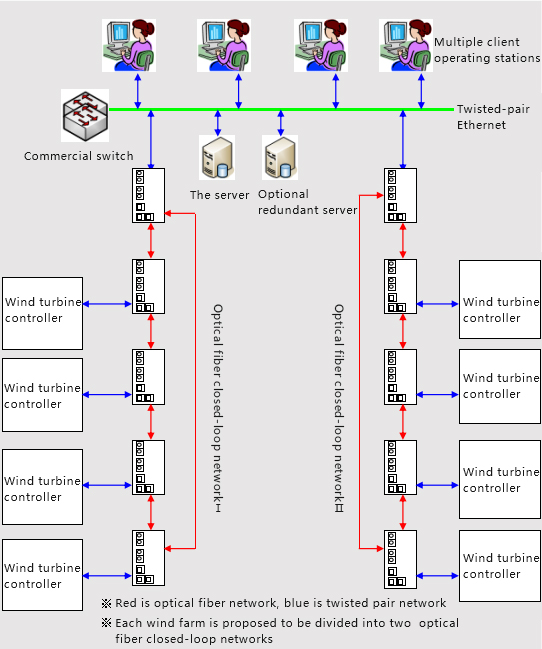 Multiple client
operating stations
Twisted-pair
Ethernet
Commercial switch
The server
Optional
redundant server
Optical fiber closed-loop networkⅠ
Optical fiber closed-loop networkⅡ
Wind turbine
controller
Wind turbine
controller
Wind turbine
controller
Wind turbine
controller
Wind turbine
controller
Wind turbine
controller
Wind turbine
controller
Wind turbine
controller
※ Red is optical fiber network, blue is twisted pair network
※ Each wind farm is proposed to be divided into two optical
fiber closed-loop networks